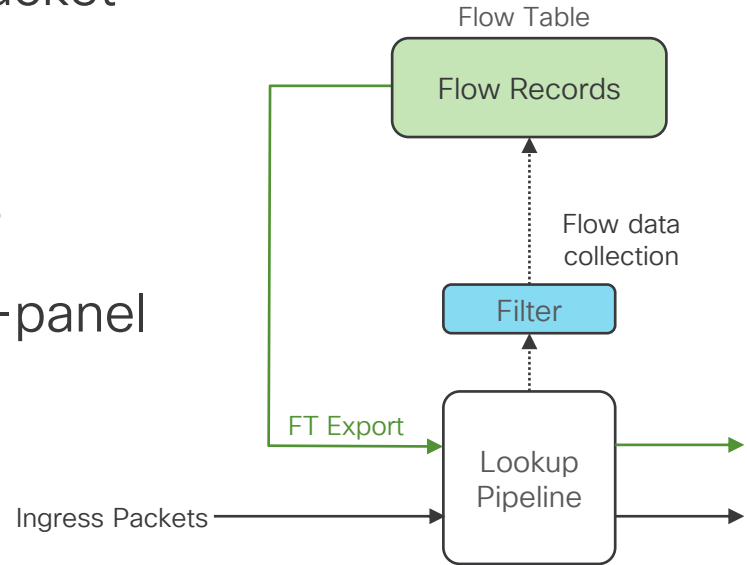 Flow Table
Flow Records
Flow data
collection
-panel
Filter
FT Export
Lookup
Pipeline
Ingress Packets